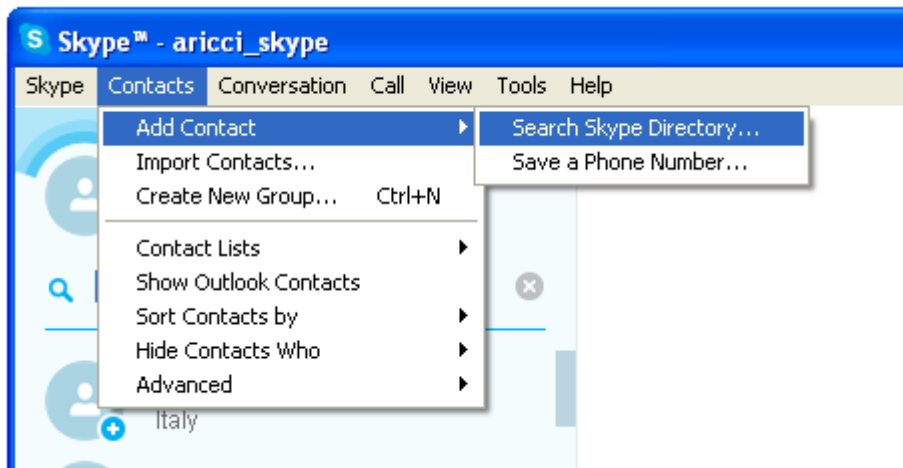 Skype™ - aricci_skype
Skype Contacts Conversation Call View Tools Help
Add Contact
Search Skype Directory...
Import Contacts...
Save a Phone Number...
Create New Group... Ctrl+N
Contact Lists
Show Outlook Contacts
Sort Contacts by
Hide Contacts Who
Advanced
Italy